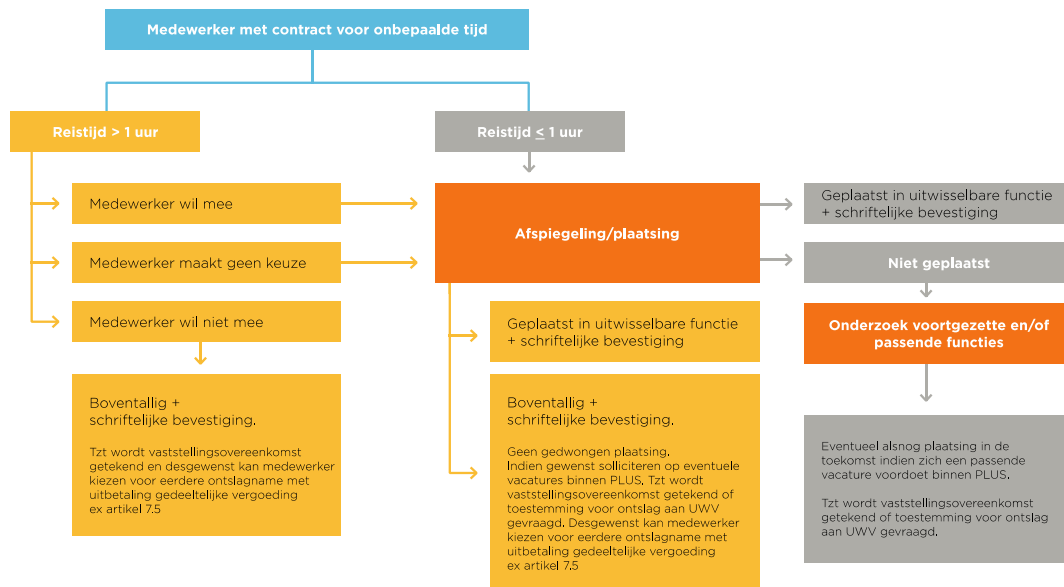 Medewerker met contract voor onbepaalde tijd
Reistijd > 1 uur
Reistijd ≤ 1 uur
Medewerker wil mee
Medewerker maakt geen keuze
Medewerker wil niet mee
Boventallig +
schriftelijke bevestiging.
Tzt wordt vaststellingsovereenkomst
getekend en desgewenst kan medewerker
kiezen voor eerdere ontslagname met
uitbetaling gedeeltelijke vergoeding
ex artikel 7.5
Afspiegeling/plaatsing
Geplaatst in uitwisselbare functie
+ schriftelijke bevestiging
Boventallig +
schriftelijke bevestiging.
Geen gedwongen plaatsing.
Indien gewenst solliciteren op eventuele
vacatures binnen PLUS. Tzt wordt
vaststellingsovereenkomst getekend of
toestemming voor ontslag aan UWV
gevraagd. Desgewenst kan medewerker
kiezen voor eerdere ontslagname met
uitbetaling gedeeltelijke vergoeding
ex artikel 7.5
Geplaatst in uitwisselbare functie
+ schriftelijke bevestiging
Niet geplaatst
Onderzoek voortgezette en/of
passende functies
Eventueel alsnog plaatsing in de
toekomst indien zich een passende
vacature voordoet binnen PLUS.
Tzt wordt vaststellingsovereenkomst
getekend of toestemming voor ontslag
aan UWV gevraagd.